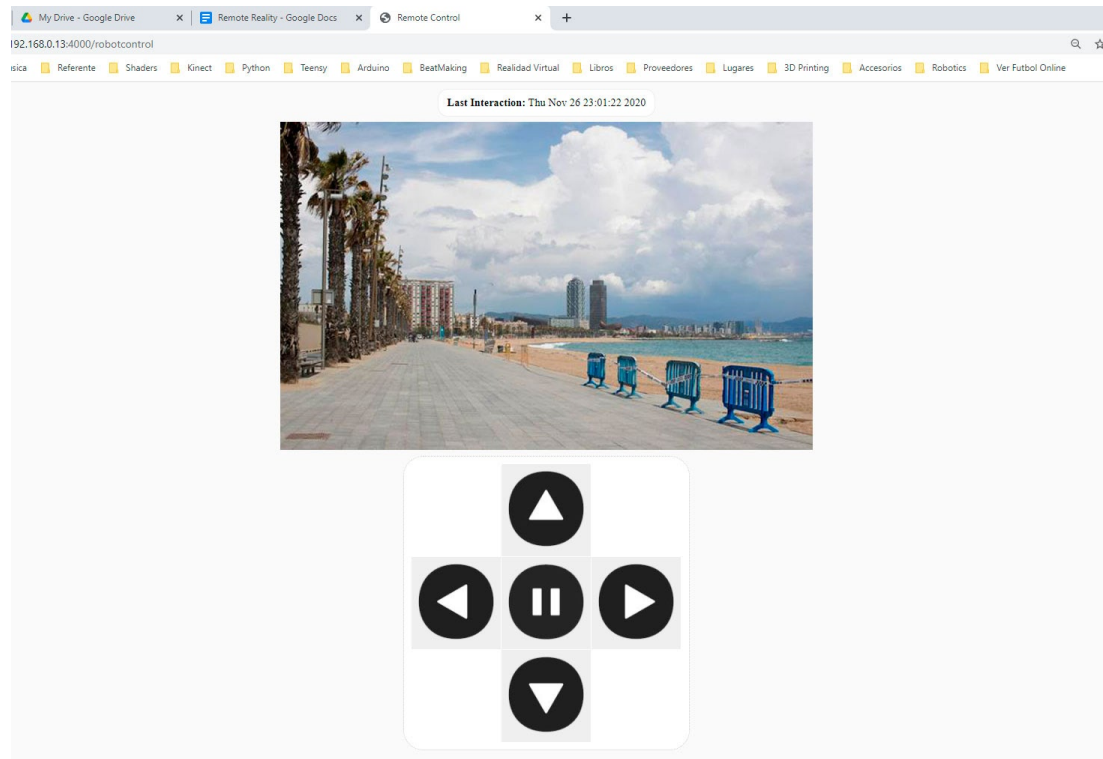 My Drive - Google Drive Remote Reality - Google Docs Remote Control
192.168.0.13:4000/robotcontrol
Referente Shaders Kinect Python Teensy Arduino BeatMaking Realidad Virtual Libros Proveedores Lugares 3D Printing Accesorios Robotics Ver Futbol Online
Last Interaction: Thu Nov 26 23:01:22 2020